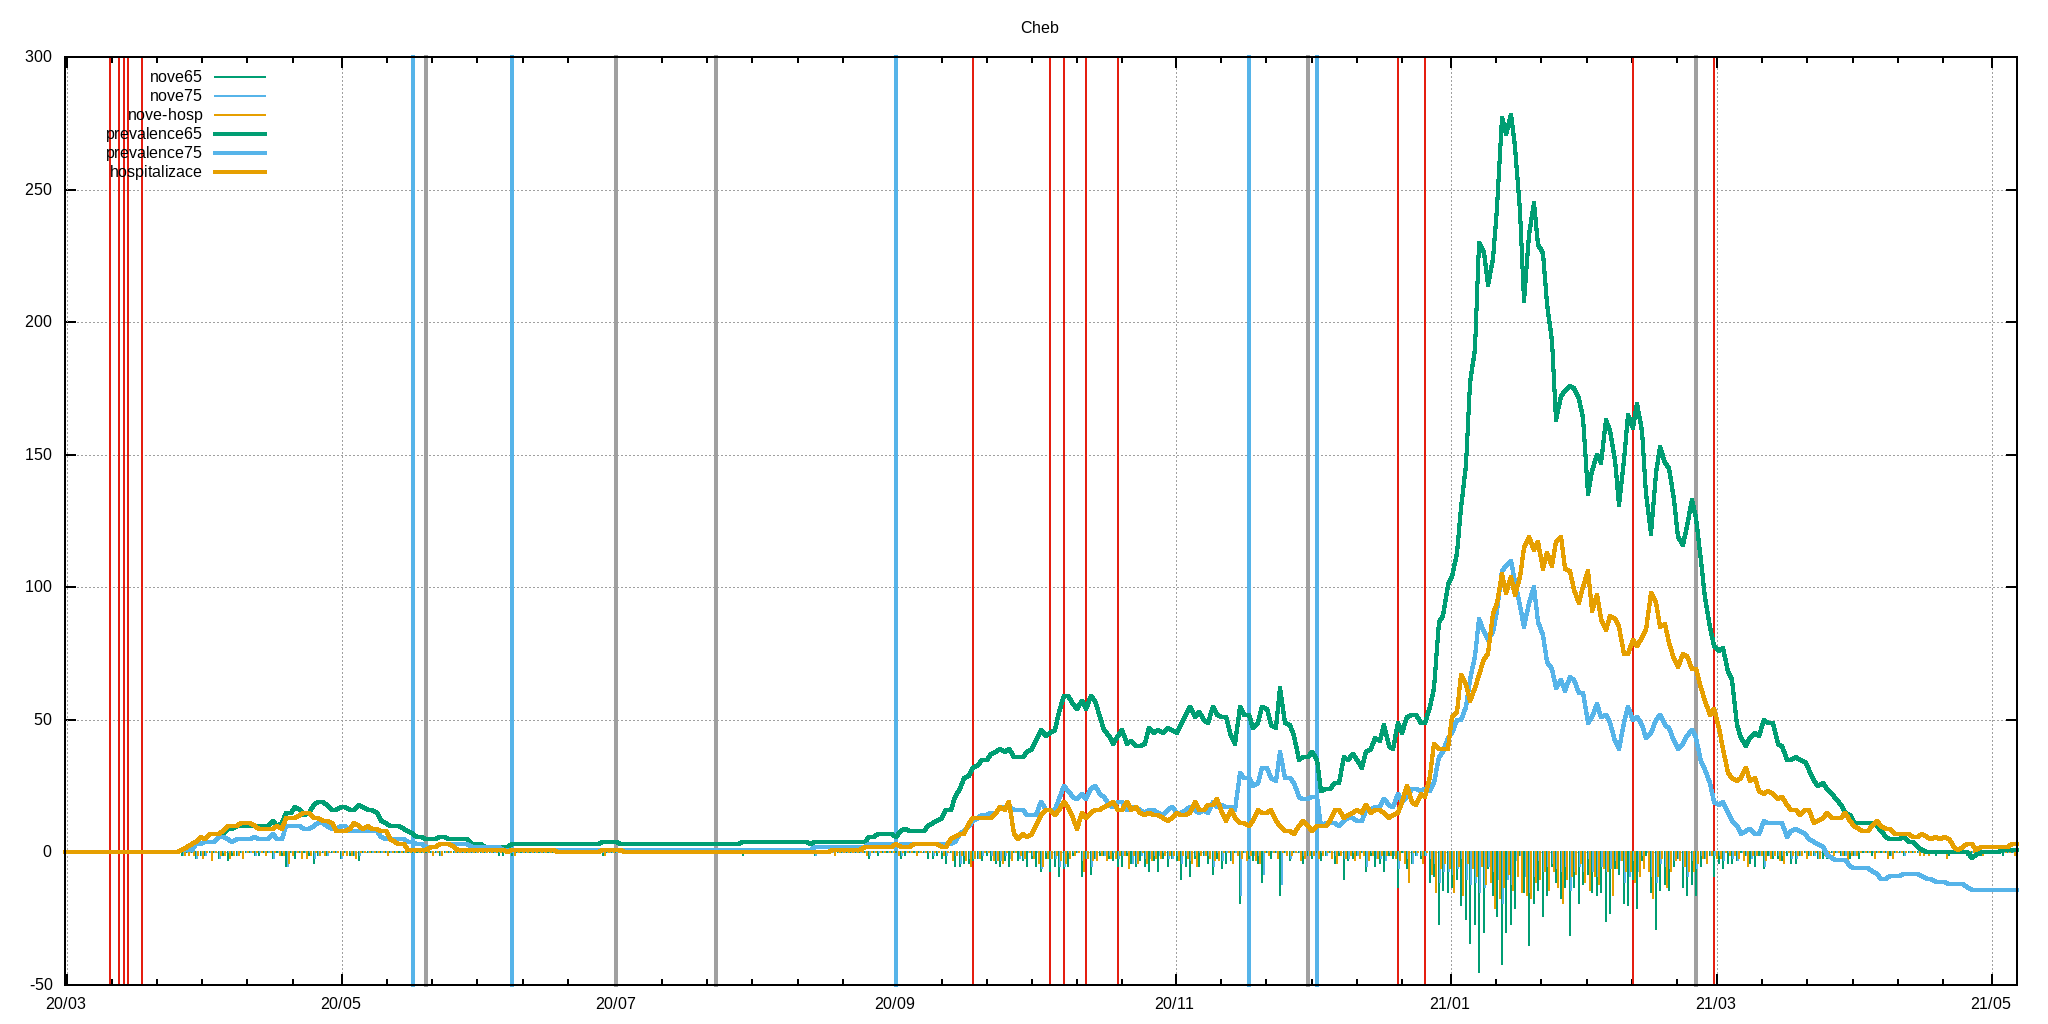 Cheb
300
250
200
150
100
50
0
-50
nove65
nove75
nove-hosp
prevalence65
prevalence75
hospitalizace
20/03 20/05 20/07 20/09 20/11 21/01 21/03 21/05